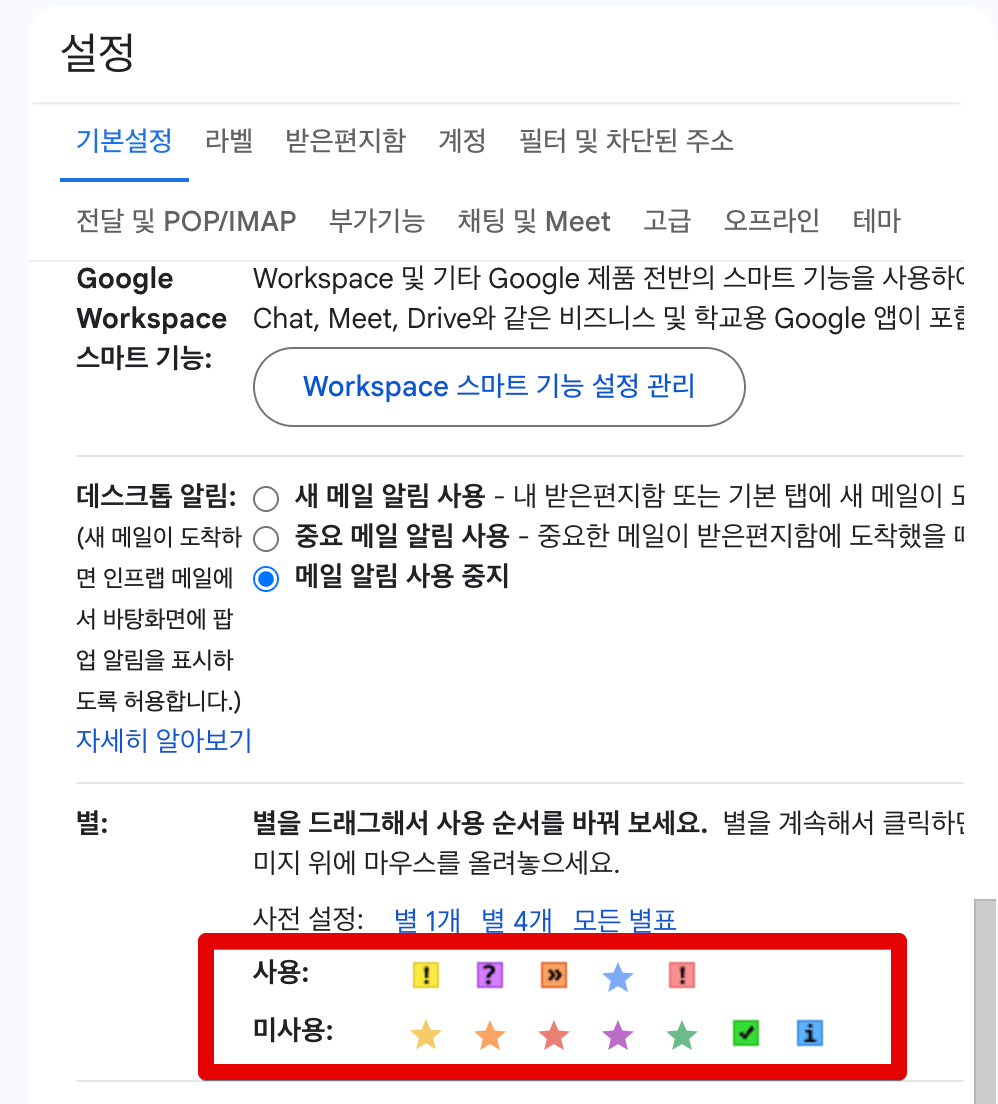 설정
기본설정 라벨 받은편지함 계정 필터 및 차단된 주소
전달 및 POP/IMAP 부가기능 채팅 및 Meet 고급 오프라인 테마
Google
Workspace
스마트 기능:
Workspace 및 기타 Google 제품 전반의 스마트 기능을 사용하
Chat, Meet, Drive와 같은 비즈니스 및 학교용 Google 앱이
Workspace 스마트 기능 설정 관리
데스크톱 알림:
(새 메일이 도착하
면 인프랩 메일에
서 바탕화면에 팝
업 알림을 표시하
도록 허용합니다.)
자세히 알아보기
새 메일 알림 사용 - 내 받은편지함 또는 기본 탭에 새 메일이
중요 메일 알림 사용 - 중요한 메일이 받은편지함에 도착했을
메일 알림 사용 중지
별:
별을 드래그해서 사용 순서를 바꿔 보세요. 별을 계속해서 클릭하
미지 위에 마우스를 올려놓으세요.
사전 설정: 별 1개 별 4개 모든 별표
사용: ! ? » !
미사용: ✓ i